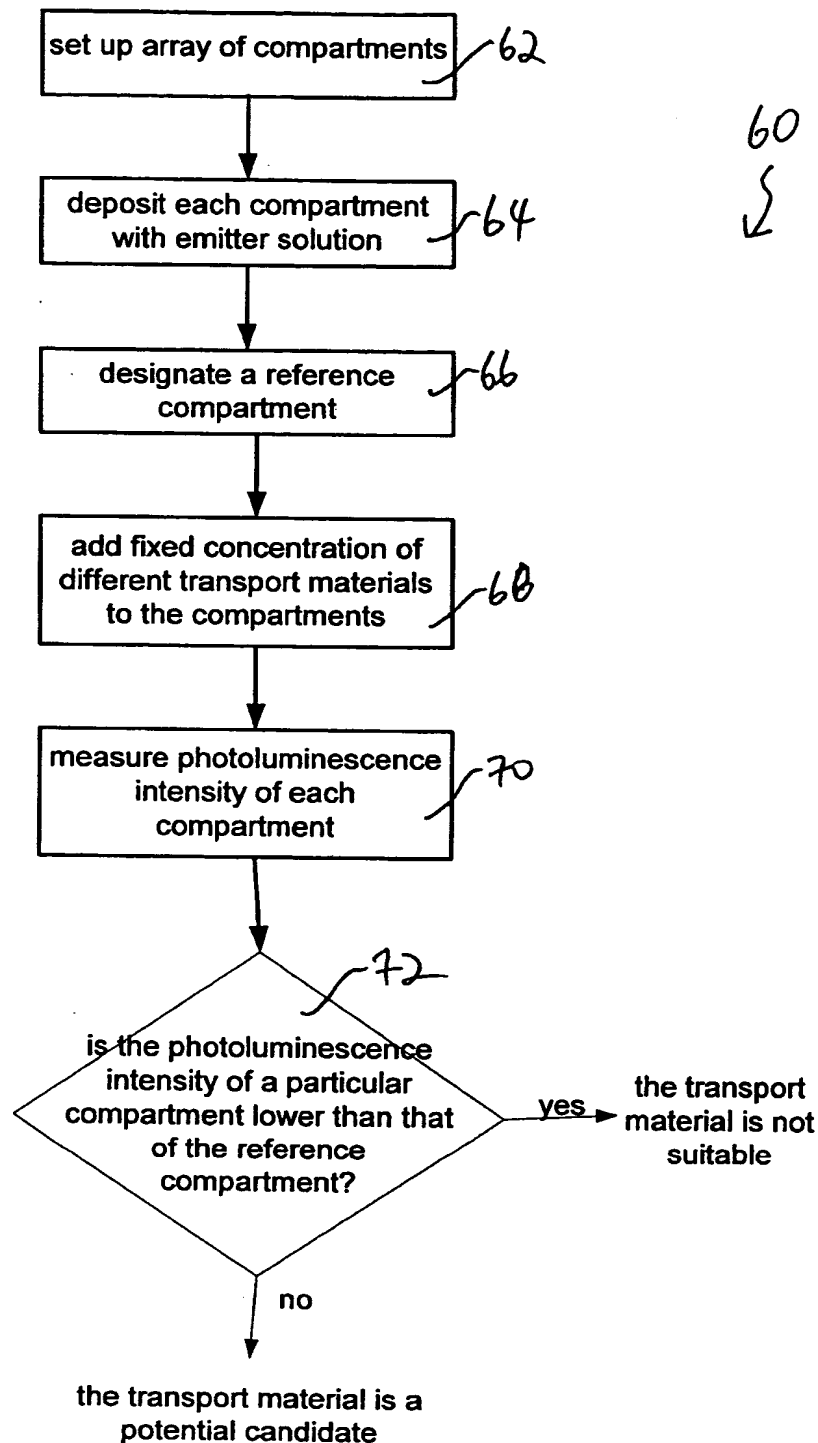 set up array of compartments
62
60
deposit each compartment
with emitter solution
64
designate a reference
compartment
66
add fixed concentration of
different transport materials
to the compartments
68
measure photoluminescence
intensity of each
compartment
70
72
is the photoluminescence
intensity of a particular
compartment lower than that
of the reference
compartment?
yes
the transport
material is not
suitable
no
the transport material is a
potential candidate